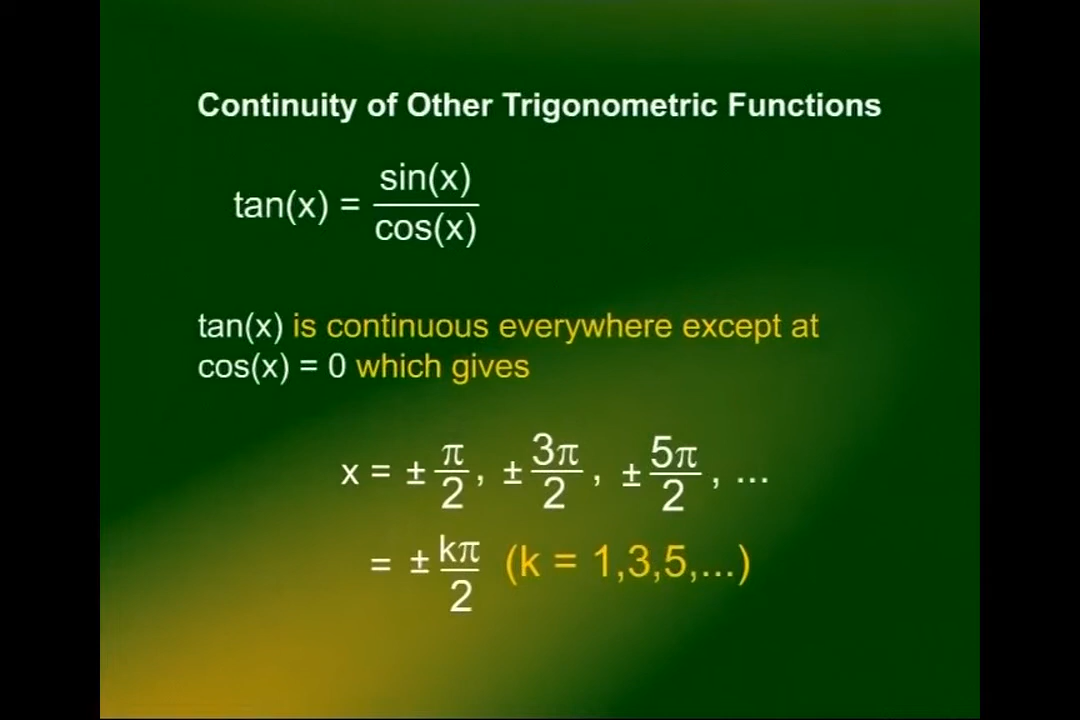 Continuity of Other Trigonometric Functions
tan(x) = sin(x)/cos(x)
tan(x) is continuous everywhere except at
cos(x) = 0 which gives
x = ± π/2, ± 3π/2, ± 5π/2, ...
= ± kπ/2 (k = 1,3,5,...)